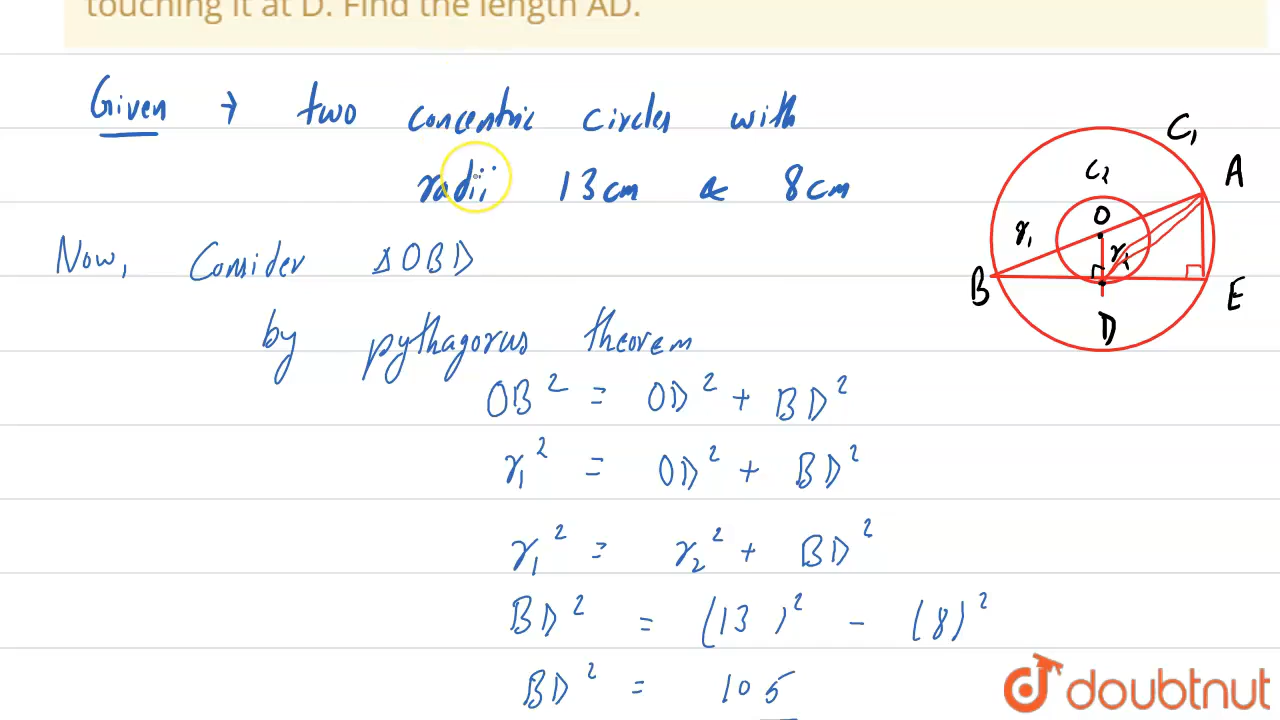 touching it at D. Find the length AD.
Given → two concentric circles with
radii 13cm & 8cm
Now, Consider ΔOBD
by pythagorus theorem
OB² = OD² + BD²
r₁² = OD² + BD²
r₁² = r₂² + BD²
BD² = (13)² - (8)²
BD² = 105
C₁
A
C₂
O
r₁
r₂
B
E
D
doubtnut